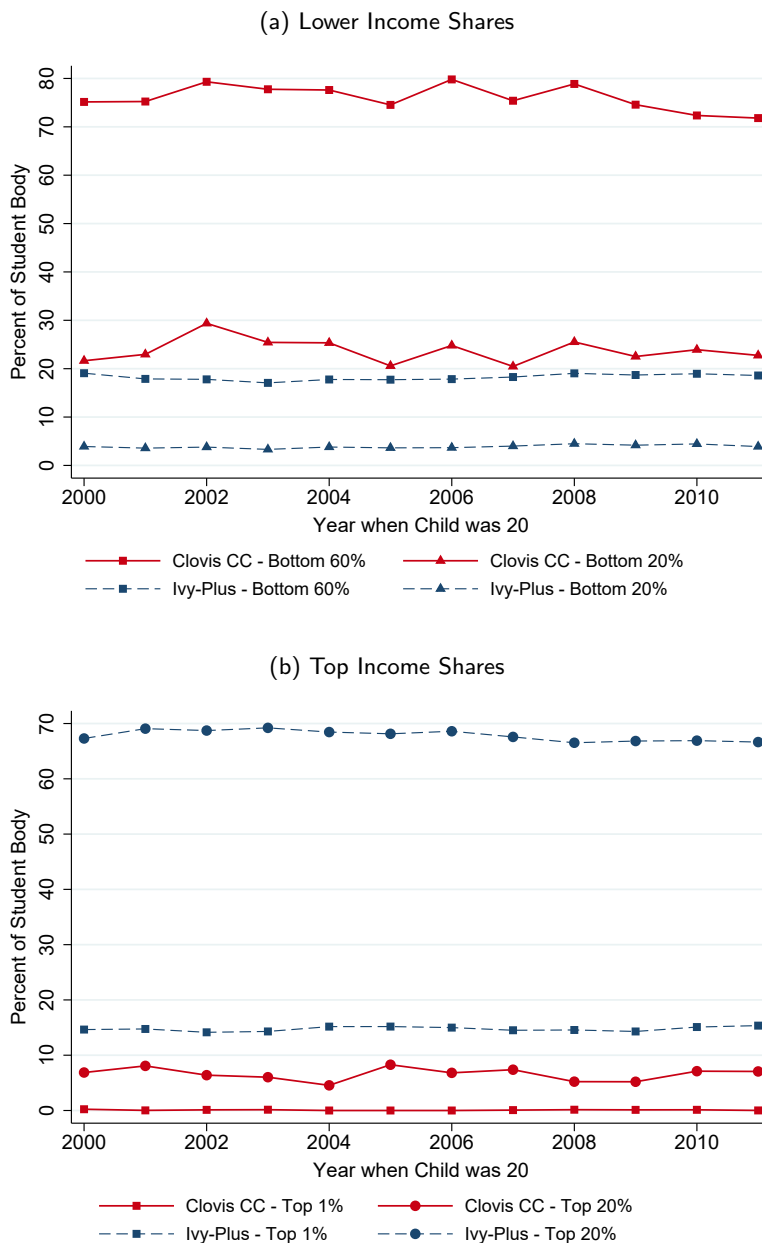 (a) Lower Income Shares
80
70
60
50
40
30
20
10
0
Percent of Student Body
2000 2002 2004 2006 2008 2010
Year when Child was 20
Clovis CC - Bottom 60% Clovis CC - Bottom 20%
Ivy-Plus - Bottom 60% Ivy-Plus - Bottom 20%
(b) Top Income Shares
70
60
50
40
30
20
10
0
Percent of Student Body
2000 2002 2004 2006 2008 2010
Year when Child was 20
Clovis CC - Top 1% Clovis CC - Top 20%
Ivy-Plus - Top 1% Ivy-Plus - Top 20%